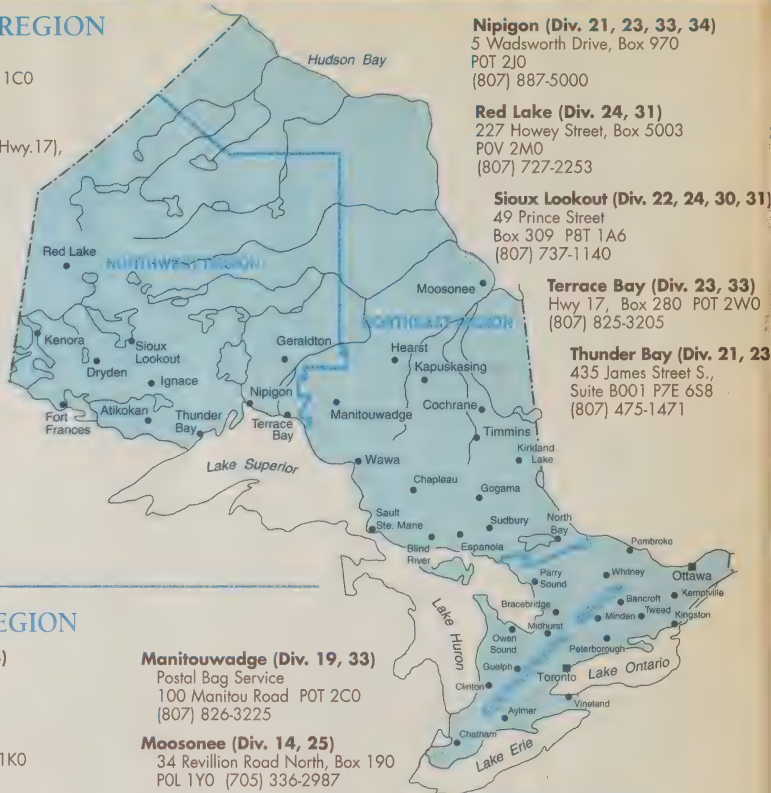 REGION
1C0
Hwy.17),
Nipigon (Div. 21, 23, 33, 34)
5 Wadsworth Drive, Box 970
P0T 2J0
(807) 887-5000
Red Lake (Div. 24, 31)
227 Howey Street, Box 5003
P0V 2M0
(807) 727-2253
Sioux Lookout (Div. 22, 24, 30, 31)
49 Prince Street
Box 309 P8T 1A6
(807) 737-1140
Terrace Bay (Div. 23, 33)
Hwy 17, Box 280 P0T 2W0
(807) 825-3205
Thunder Bay (Div. 21, 23
435 James Street S.,
Suite B001 P7E 6S8
(807) 475-1471
Hudson Bay
Red Lake
NORTHWEST REGION
Moosonee
NORTHEAST REGION
Kenora
Sioux
Lookout
Dryden
Ignace
Geraldton
Hearst
Kapuskasing
Nipigon
Manitouwadge
Cochrane
Fort
Frances
Atikokan
Thunder
Bay
Terrace
Bay
Timmins
Kirkland
Lake
Lake Superior
Wawa
Chapleau
Gogama
Sault
Ste. Marie
Blind
River
Espanola
Sudbury
North
Bay
Pembroke
Parry
Sound
Whitney
Ottawa
Bracebridge
Bancroft
Kemptville
Minden
Tweed
Kingston
Lake Huron
Owen
Sound
Midhurst
Peterborough
Guelph
Toronto
Lake Ontario
Clinton
Vineland
Aylmer
Chatham
Lake Erie
EGION
)
1K0
Manitouwadge (Div. 19, 33)
Postal Bag Service
100 Manitou Road P0T 2C0
(807) 826-3225
Moosonee (Div. 14, 25)
34 Revillion Road North, Box 190
P0L 1Y0 (705) 336-2987